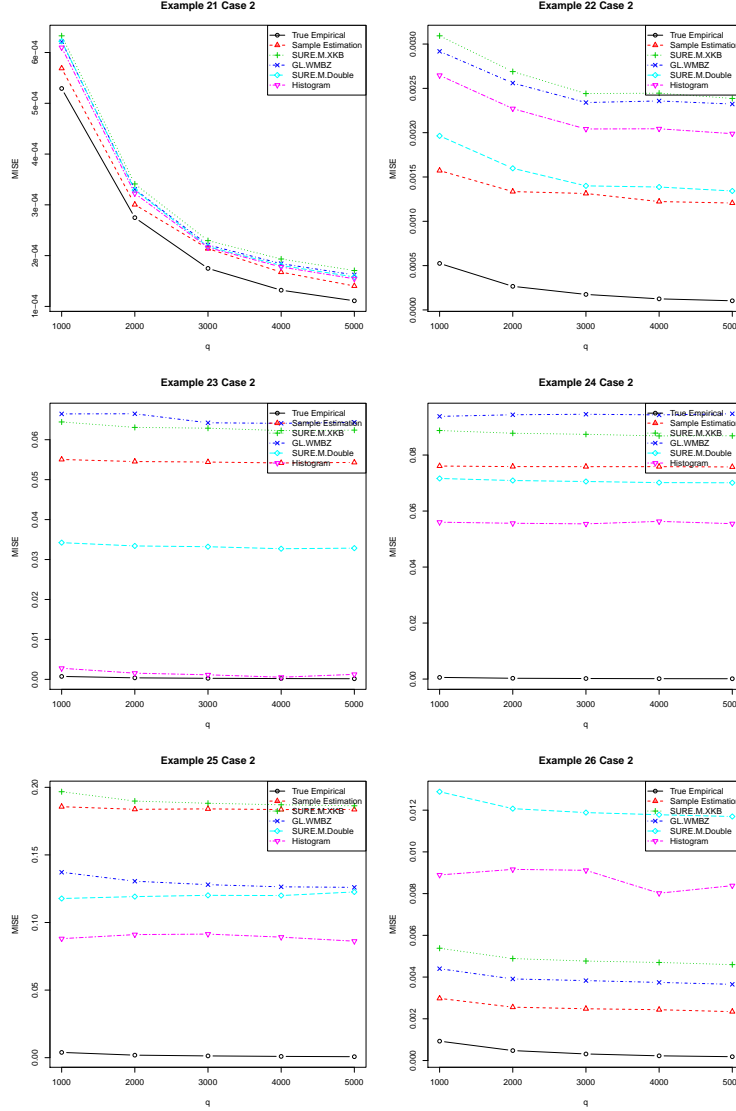 Example 21 Case 2
Example 22 Case 2
MISE
1e−04 2e−04 3e−04 4e−04 5e−04 6e−04
True Empirical
Sample Estimation
SURE.M.XKB
GL.WMBZ
SURE.M.Double
Histogram
1000 2000 3000 4000 5000
q
MISE
0.0000 0.0005 0.0010 0.0015 0.0020 0.0025 0.0030
True Empirical
Sample Estimation
SURE.M.XKB
GL.WMBZ
SURE.M.Double
Histogram
1000 2000 3000 4000 5000
q
Example 23 Case 2
Example 24 Case 2
MISE
0.00 0.01 0.02 0.03 0.04 0.05 0.06
True Empirical
Sample Estimation
SURE.M.XKB
GL.WMBZ
SURE.M.Double
Histogram
1000 2000 3000 4000 5000
q
MISE
0.00 0.02 0.04 0.06 0.08
True Empirical
Sample Estimation
SURE.M.XKB
GL.WMBZ
SURE.M.Double
Histogram
1000 2000 3000 4000 5000
q
Example 25 Case 2
Example 26 Case 2
MISE
0.00 0.05 0.10 0.15 0.20
True Empirical
Sample Estimation
SURE.M.XKB
GL.WMBZ
SURE.M.Double
Histogram
1000 2000 3000 4000 5000
q
MISE
0.000 0.002 0.004 0.006 0.008 0.010 0.012
True Empirical
Sample Estimation
SURE.M.XKB
GL.WMBZ
SURE.M.Double
Histogram
1000 2000 3000 4000 5000
q